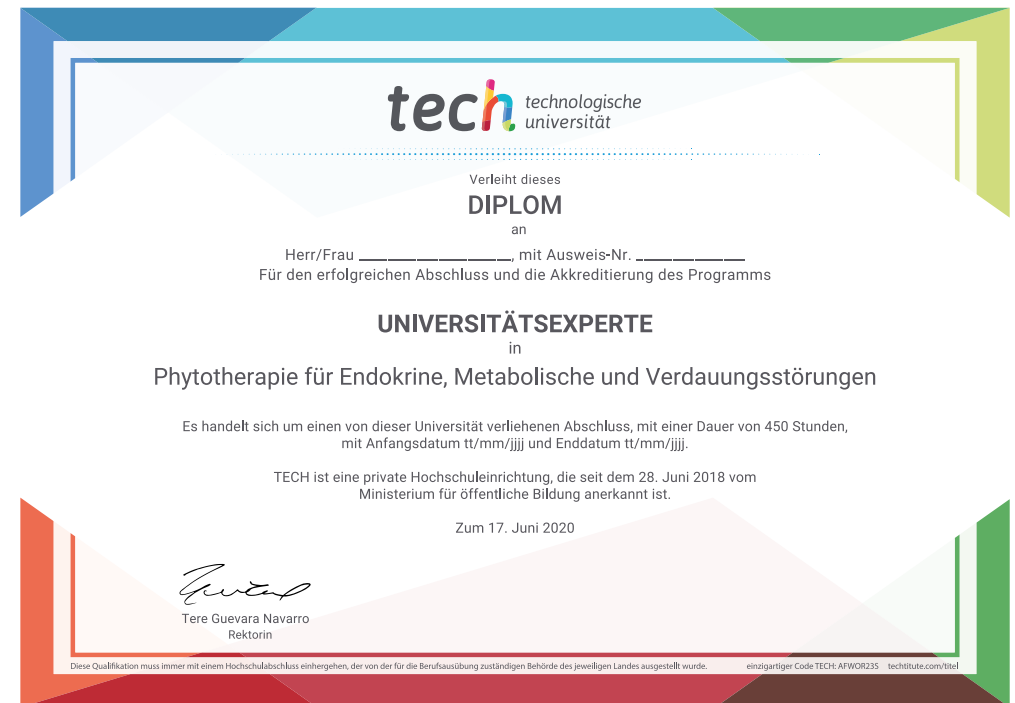 tech technologische
universität
Verleiht dieses
DIPLOM
an
Herr/Frau ____________________, mit Ausweis-Nr. ______________
Für den erfolgreichen Abschluss und die Akkreditierung des Programms
UNIVERSITÄTSEXPERTE
in
Phytotherapie für Endokrine, Metabolische und Verdauungsstörungen
Es handelt sich um einen von dieser Universität verliehenen Abschluss, mit einer Dauer von 450 Stunden,
mit Anfangsdatum tt/mm/jjjj und Enddatum tt/mm/jjjj.
TECH ist eine private Hochschuleinrichtung, die seit dem 28. Juni 2018 vom
Ministerium für öffentliche Bildung anerkannt ist.
Zum 17. Juni 2020
Tere Guevara Navarro
Rektorin
Diese Qualifikation muss immer mit einem Hochschulabschluss einhergehen, der von der für die Berufsausübung zuständigen Behörde des jeweiligen Landes ausgestellt wurde. einzigartiger Code TECH: AFWOR23S techtitute.com/titel